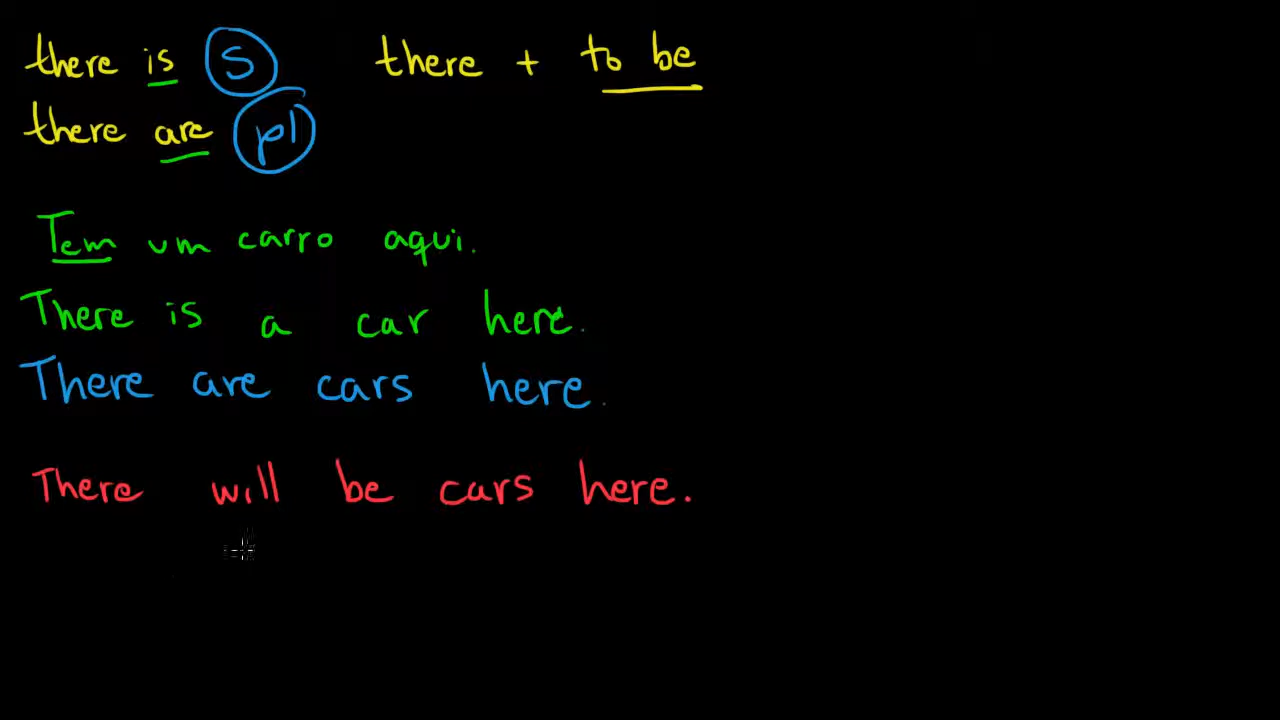 there is S there + to be
there are pl
Tem um carro aqui.
There is a car here.
There are cars here.
There will be cars here.